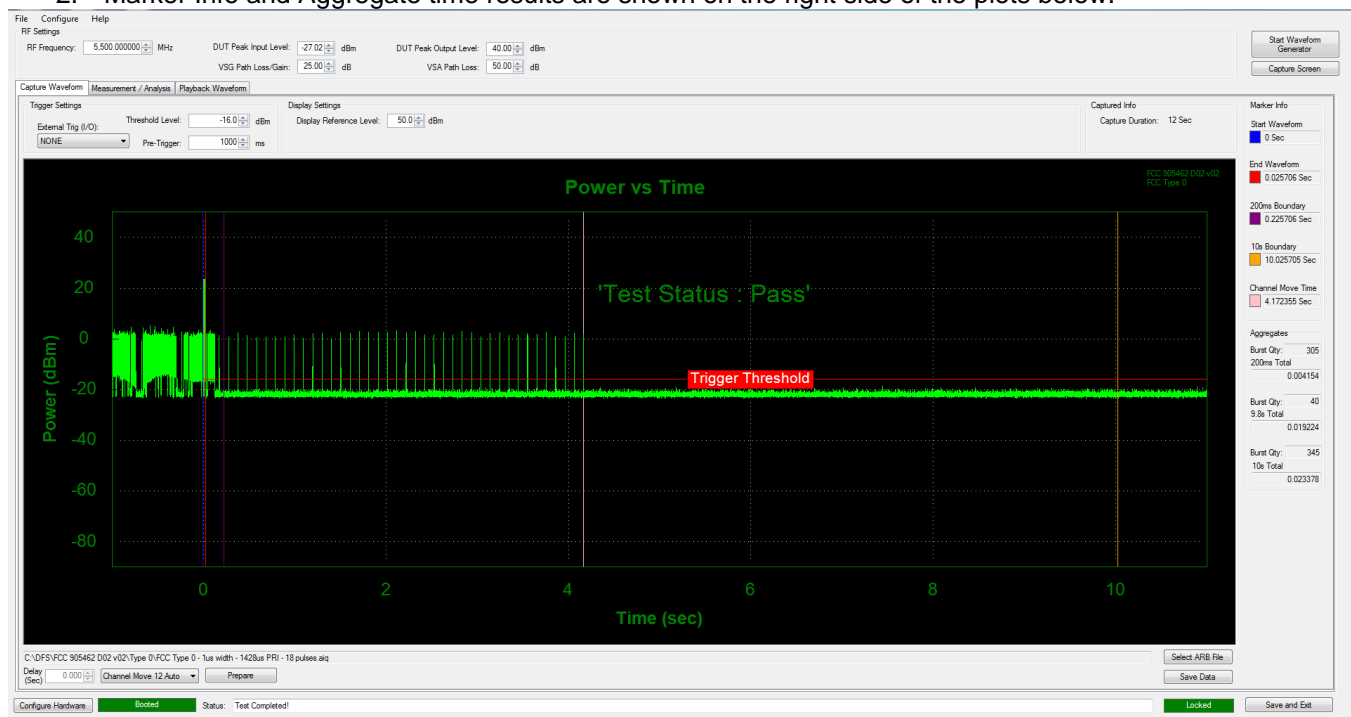 2. Marker Info and Aggregate time results are shown on the right side of the plots below.
File Configure Help
RF Settings
RF Frequency: 5,500.000000 MHz DUT Peak Input Level: -27.02 dBm DUT Peak Output Level: 40.00 dBm
VSG Path Loss/Gain: 25.00 dB VSA Path Loss: 50.00 dB
Start Waveform
Generator
Capture Screen
Capture Waveform Measurement / Analysis Playback Waveform
Trigger Settings
External Trig (I/O):
NONE
Threshold Level: -16.0 dBm
Pre-Trigger: 1000 ms
Display Settings
Display Reference Level: 50.0 dBm
Captured Info
Capture Duration: 12 Sec
Marker Info
Start Waveform
0 Sec
End Waveform
0.025706 Sec
200ms Boundary
0.225706 Sec
10s Boundary
10.025705 Sec
Channel Move Time
4.172355 Sec
Aggregates
Burst Qty: 305
200ms Total
0.004154
Burst Qty: 40
9.8s Total
0.019224
Burst Qty: 345
10s Total
0.023378
Power vs Time
FCC 905462 D02 v02
FCC Type 0
'Test Status : Pass'
Trigger Threshold
Power (dBm)
40
20
0
-20
-40
-60
-80
0 2 4 6 8 10
Time (sec)
C:\DFS\FCC 905462 D02 v02\Type 0\FCC Type 0 - 1us width - 1428us PRI - 18 pulses.aiq
Select ARB File
Delay
(Sec) 0.000 Channel Move 12 Auto Prepare
Save Data
Configure Hardware Booted Status: Test Completed! Locked Save and Exit